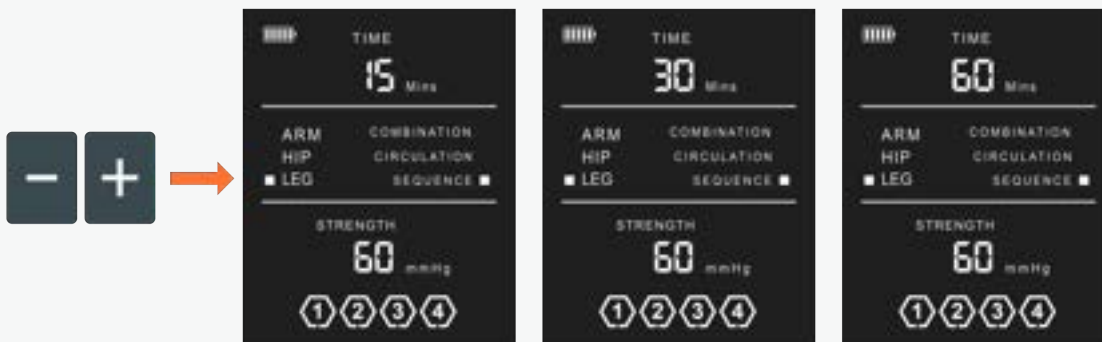 − +
TIME
15 Mins
ARM COMBINATION
HIP CIRCULATION
LEG SEQUENCE
STRENGTH
60 mmHg
1 2 3 4
TIME
30 Mins
ARM COMBINATION
HIP CIRCULATION
LEG SEQUENCE
STRENGTH
60 mmHg
1 2 3 4
TIME
60 Mins
ARM COMBINATION
HIP CIRCULATION
LEG SEQUENCE
STRENGTH
60 mmHg
1 2 3 4